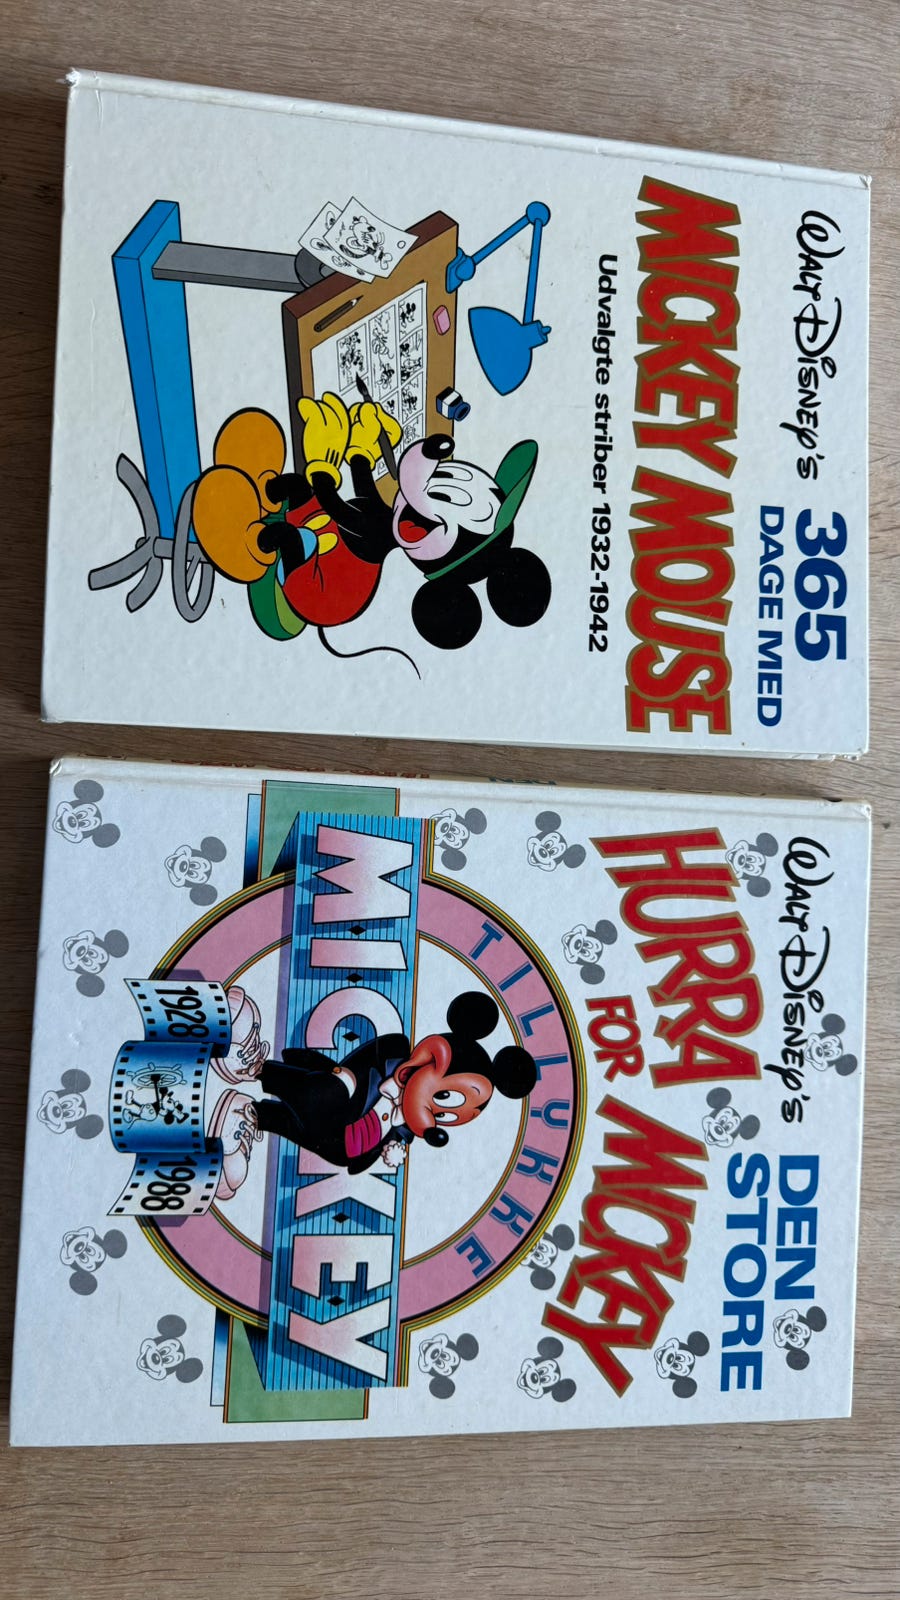 WALT DISNEY's
365
DAGE MED
MICKEY MOUSE
Udvalgte striber 1932-1942
WALT DISNEY's
DEN
STORE
HURRA
FOR MICKEY
TILLYKKE
MICKEY
1928
1988